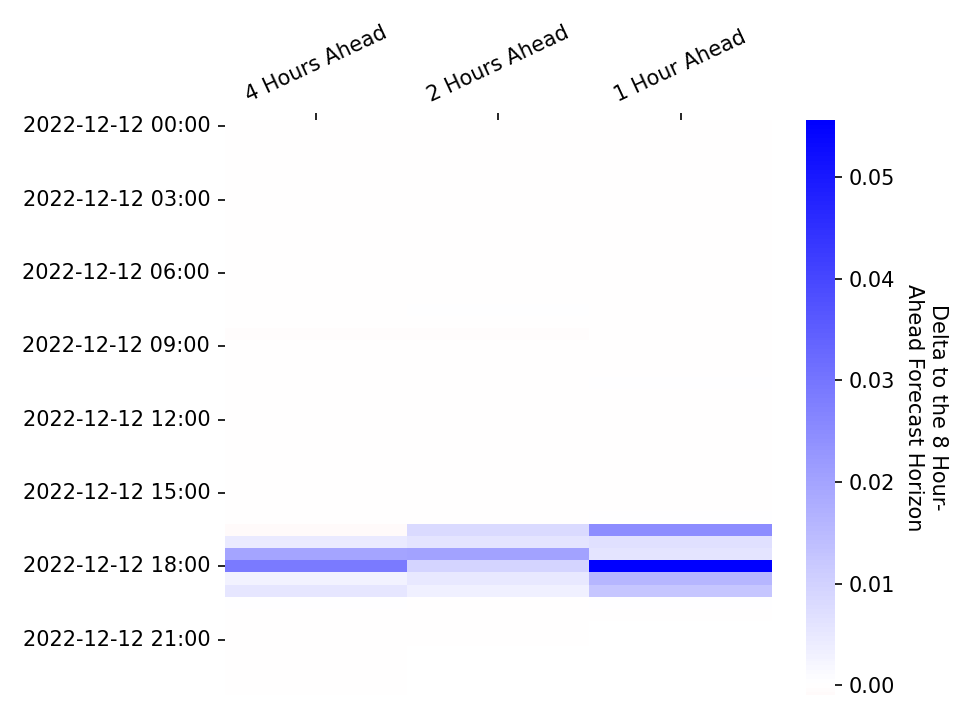 4 Hours Ahead
2 Hours Ahead
1 Hour Ahead
2022-12-12 00:00
2022-12-12 03:00
2022-12-12 06:00
2022-12-12 09:00
2022-12-12 12:00
2022-12-12 15:00
2022-12-12 18:00
2022-12-12 21:00
0.05
0.04
0.03
0.02
0.01
0.00
Delta to the 8 Hour-
Ahead Forecast Horizon